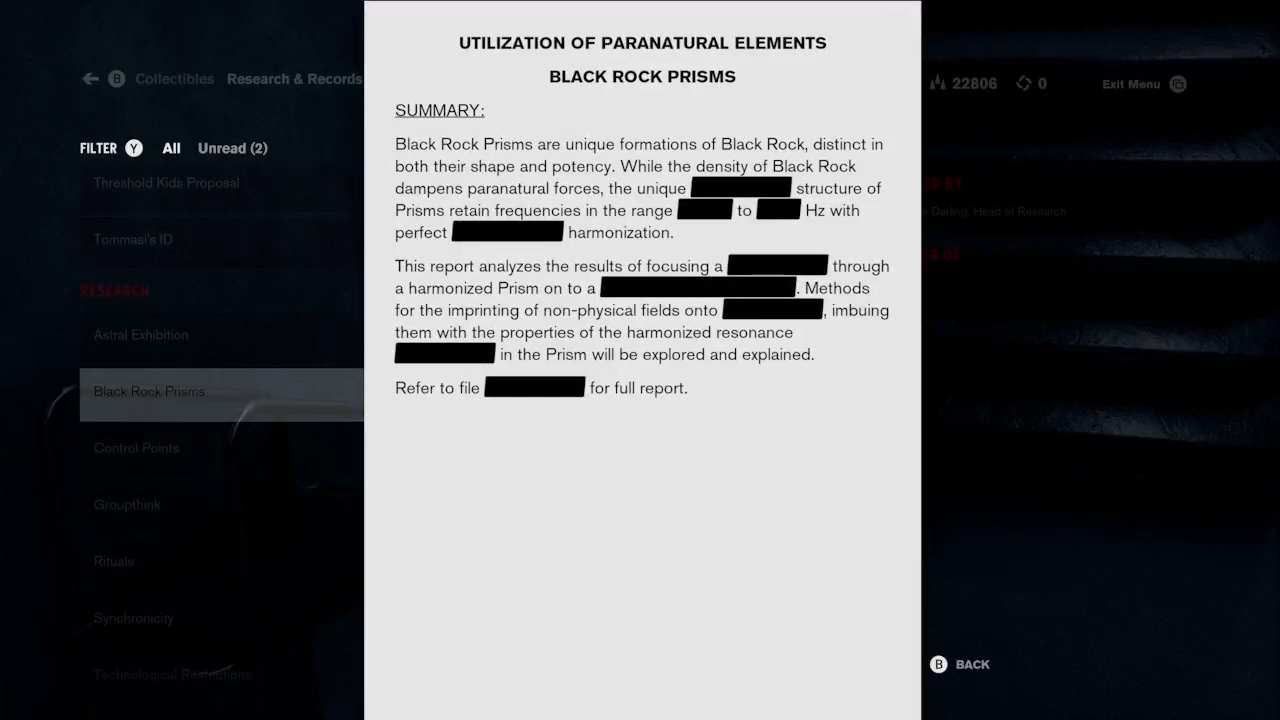 UTILIZATION OF PARANATURAL ELEMENTS
BLACK ROCK PRISMS
B Collectibles Research & Records
22806 0 Exit Menu
SUMMARY:
FILTER Y All Unread (2)
Black Rock Prisms are unique formations of Black Rock, distinct in
both their shape and potency. While the density of Black Rock
dampens paranatural forces, the unique structure of
Prisms retain frequencies in the range to Hz with
perfect harmonization.
This report analyzes the results of focusing a through
a harmonized Prism on to a . Methods
for the imprinting of non-physical fields onto , imbuing
them with the properties of the harmonized resonance
in the Prism will be explored and explained.
Refer to file for full report.
Threshold Kids Proposal
Tommasi's ID
RESEARCH
Astral Exhibition
Black Rock Prisms
Control Points
Groupthink
Rituals
Synchronicity
Technological Restrictions
D BY
Darling, Head of Research
R OF
B BACK